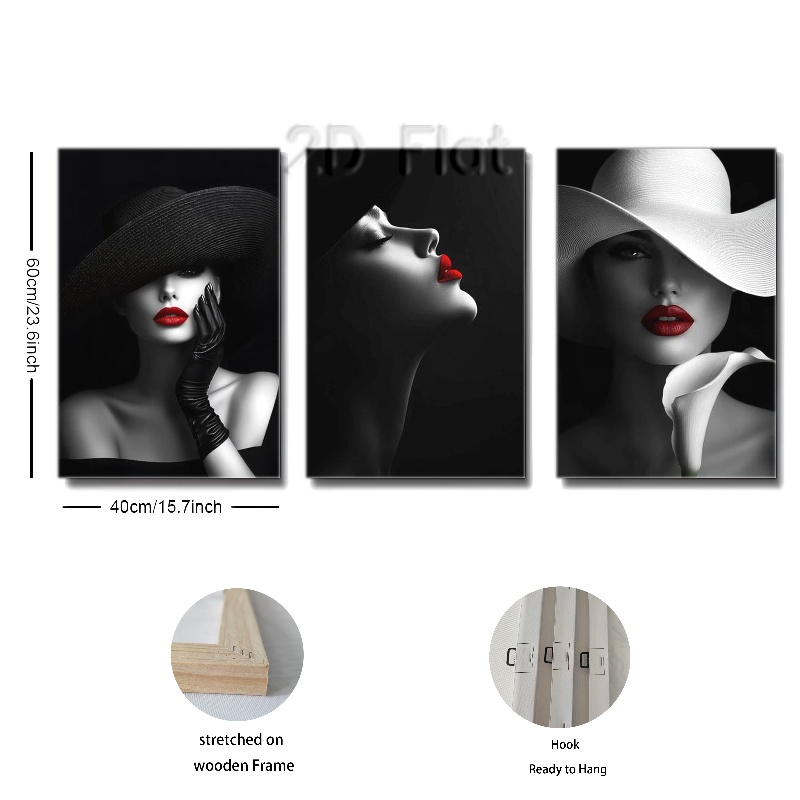 2D Flat
60cm/23.6inch
40cm/15.7inch
stretched on
wooden Frame
Hook
Ready to Hang